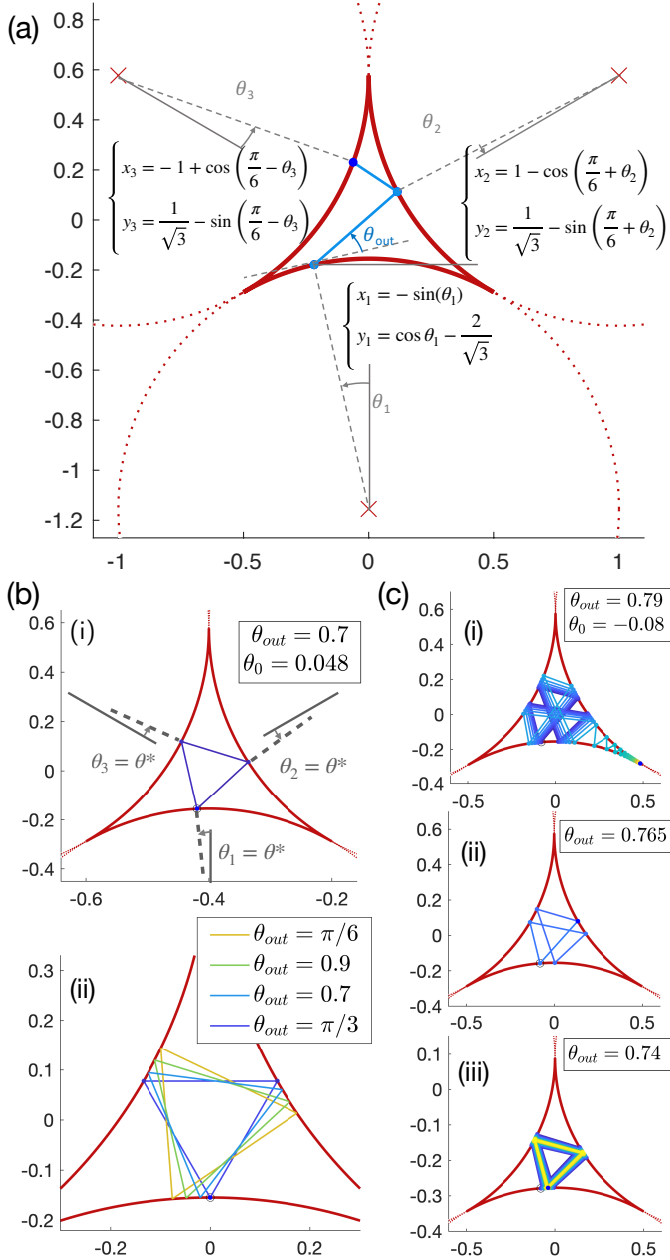 (a)
0.8
0.6
0.4
0.2
0
-0.2
-0.4
-0.6
-0.8
-1
-1.2
-1 -0.5 0 0.5 1
θ3
θ2
x3 = − 1 + cos (π/6 − θ3)
y3 = 1/√3 − sin (π/6 − θ3)
x2 = 1 − cos (π/6 + θ2)
y2 = 1/√3 − sin (π/6 + θ2)
θout
x1 = − sin(θ1)
y1 = cos θ1 − 2/√3
θ1
(b)
(i)
θout = 0.7
θ0 = 0.048
0.6
0.4
0.2
0
-0.2
-0.4
θ3 = θ*
θ2 = θ*
θ1 = θ*
-0.6 -0.4 -0.2
(ii)
θout = π/6
θout = 0.9
θout = 0.7
θout = π/3
0.3
0.2
0.1
0
-0.1
-0.2
-0.2 0 0.2
(c)
(i)
θout = 0.79
θ0 = −0.08
0.6
0.4
0.2
0
-0.2
-0.4
-0.5 0 0.5
(ii)
θout = 0.765
0.6
0.4
0.2
0
-0.2
-0.4
-0.5 0 0.5
(iii)
θout = 0.74
0.1
0
-0.1
-0.2
-0.3
-0.4
-0.5 0 0.5